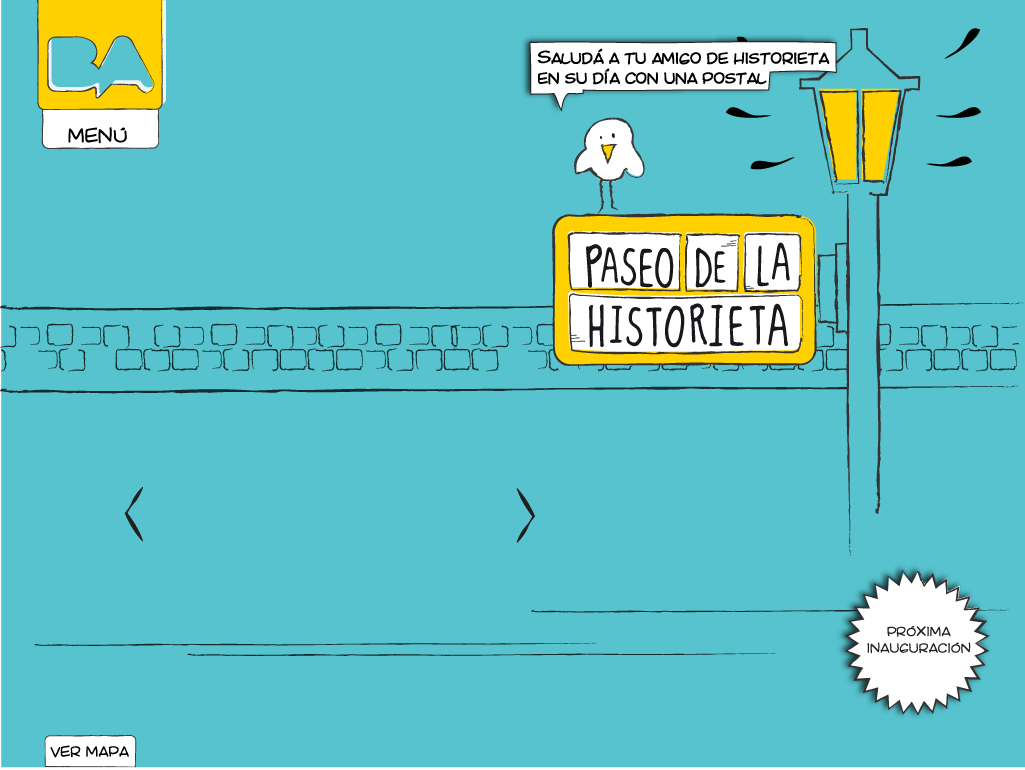 BA
MENÚ
SALUDÁ A TU AMIGO DE HISTORIETA
EN SU DÍA CON UNA POSTAL
PASEO DE LA
HISTORIETA
PRÓXIMA
INAUGURACIÓN
VER MAPA